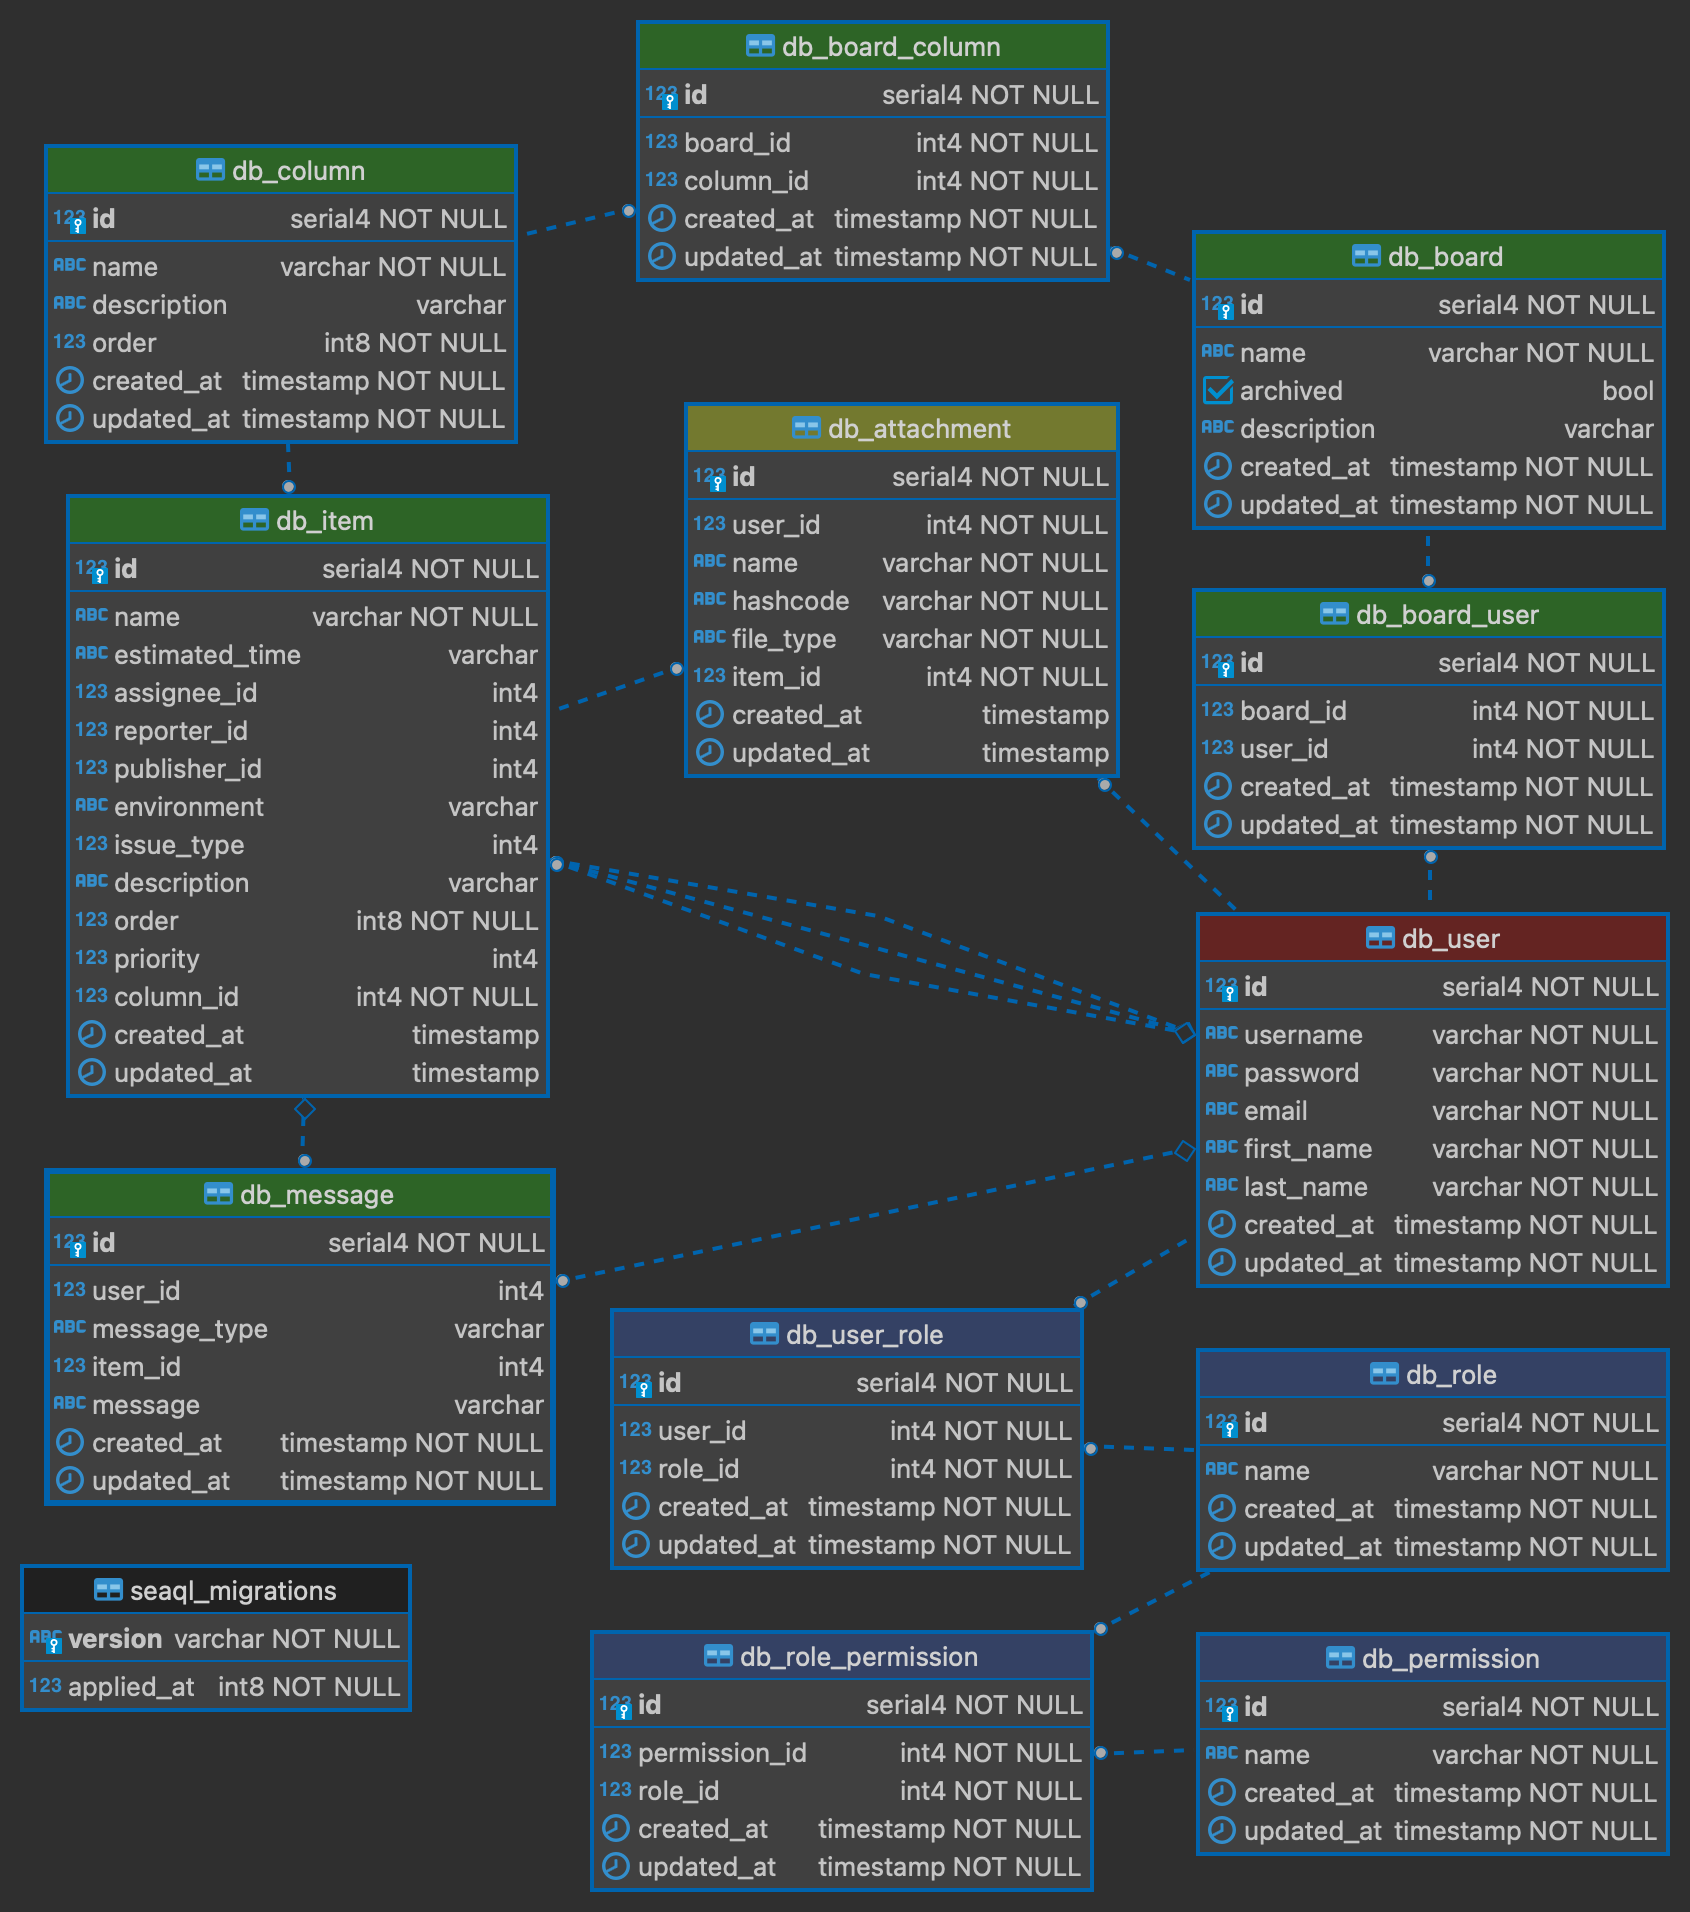 db_board_column
123 id serial4 NOT NULL
123 board_id int4 NOT NULL
123 column_id int4 NOT NULL
created_at timestamp NOT NULL
updated_at timestamp NOT NULL
db_column
123 id serial4 NOT NULL
ABC name varchar NOT NULL
ABC description varchar
123 order int8 NOT NULL
created_at timestamp NOT NULL
updated_at timestamp NOT NULL
db_board
123 id serial4 NOT NULL
ABC name varchar NOT NULL
archived bool
ABC description varchar
created_at timestamp NOT NULL
updated_at timestamp NOT NULL
db_attachment
123 id serial4 NOT NULL
123 user_id int4 NOT NULL
ABC name varchar NOT NULL
ABC hashcode varchar NOT NULL
ABC file_type varchar NOT NULL
123 item_id int4 NOT NULL
created_at timestamp
updated_at timestamp
db_item
123 id serial4 NOT NULL
ABC name varchar NOT NULL
ABC estimated_time varchar
123 assignee_id int4
123 reporter_id int4
123 publisher_id int4
ABC environment varchar
123 issue_type int4
ABC description varchar
123 order int8 NOT NULL
123 priority int4
123 column_id int4 NOT NULL
created_at timestamp
updated_at timestamp
db_board_user
123 id serial4 NOT NULL
123 board_id int4 NOT NULL
123 user_id int4 NOT NULL
created_at timestamp NOT NULL
updated_at timestamp NOT NULL
db_user
123 id serial4 NOT NULL
ABC username varchar NOT NULL
ABC password varchar NOT NULL
ABC email varchar NOT NULL
ABC first_name varchar NOT NULL
ABC last_name varchar NOT NULL
created_at timestamp NOT NULL
updated_at timestamp NOT NULL
db_message
123 id serial4 NOT NULL
123 user_id int4
ABC message_type varchar
123 item_id int4
ABC message varchar
created_at timestamp NOT NULL
updated_at timestamp NOT NULL
db_user_role
123 id serial4 NOT NULL
123 user_id int4 NOT NULL
123 role_id int4 NOT NULL
created_at timestamp NOT NULL
updated_at timestamp NOT NULL
db_role
123 id serial4 NOT NULL
ABC name varchar NOT NULL
created_at timestamp NOT NULL
updated_at timestamp NOT NULL
seaql_migrations
ABC version varchar NOT NULL
123 applied_at int8 NOT NULL
db_role_permission
123 id serial4 NOT NULL
123 permission_id int4 NOT NULL
123 role_id int4 NOT NULL
created_at timestamp NOT NULL
updated_at timestamp NOT NULL
db_permission
123 id serial4 NOT NULL
ABC name varchar NOT NULL
created_at timestamp NOT NULL
updated_at timestamp NOT NULL